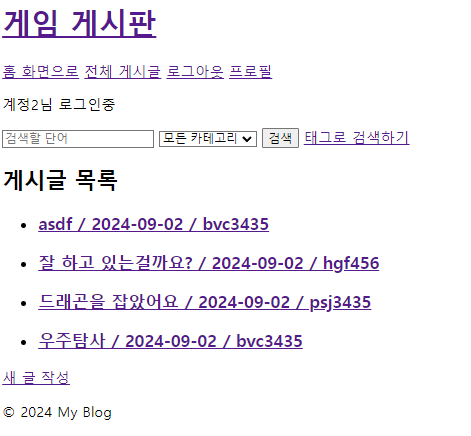 게임 게시판
홈 화면으로 전체 게시글 로그아웃 프로필
계정2님 로그인중
검색할 단어 모든 카테고리 검색 태그로 검색하기
게시글 목록
asdf / 2024-09-02 / bvc3435
잘 하고 있는걸까요? / 2024-09-02 / hgf456
드래곤을 잡았어요 / 2024-09-02 / psj3435
우주탐사 / 2024-09-02 / bvc3435
새 글 작성
© 2024 My Blog